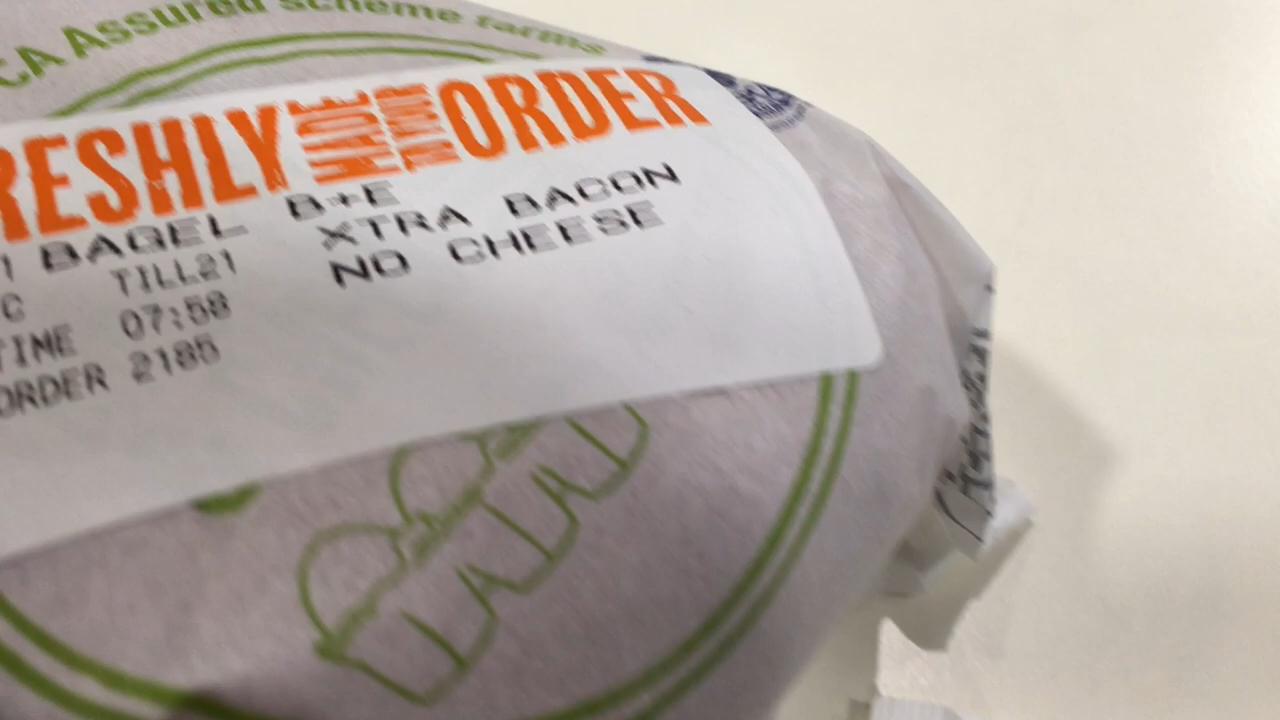 CA Assured scheme farms
RESHLY MADE ORDER
1 BAGEL B+E
XTRA BACON
NO CHEESE
C TILL21
TIME 07:58
ORDER 2185